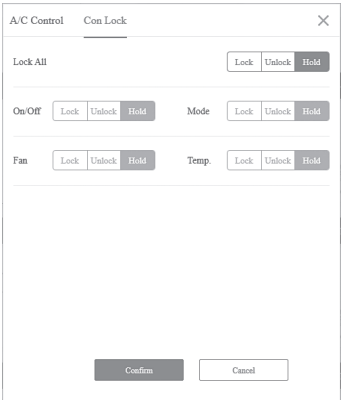 A/C Control Con Lock
Lock All Lock Unlock Hold
On/Off Lock Unlock Hold Mode Lock Unlock Hold
Fan Lock Unlock Hold Temp. Lock Unlock Hold
Confirm Cancel